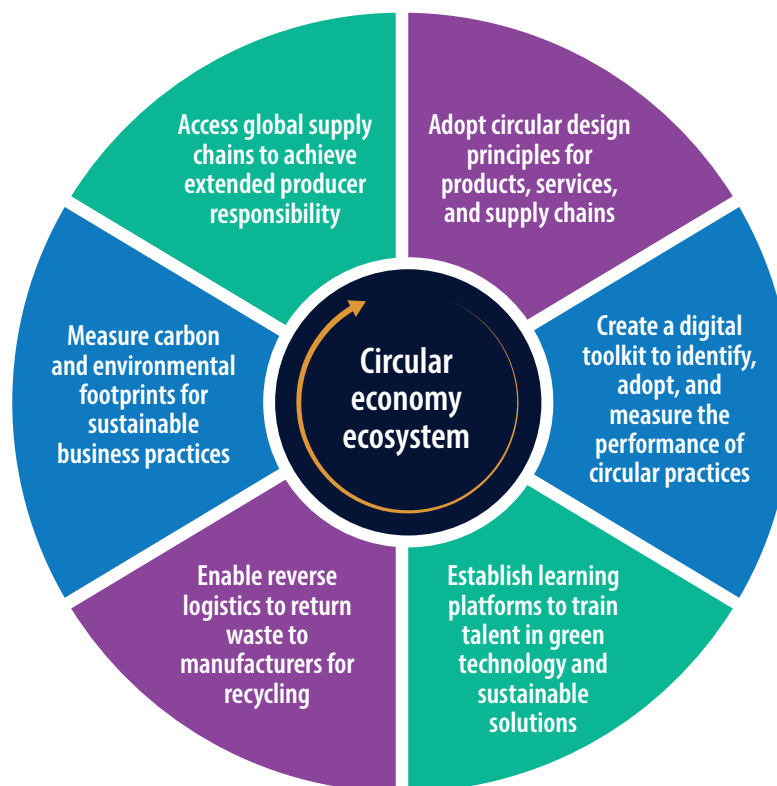 Access global supply
chains to achieve
extended producer
responsibility
Adopt circular design
principles for
products, services,
and supply chains
Measure carbon
and environmental
footprints for
sustainable
business practices
Circular
economy
ecosystem
Create a digital
toolkit to identify,
adopt, and
measure the
performance of
circular practices
Enable reverse
logistics to return
waste to
manufacturers for
recycling
Establish learning
platforms to train
talent in green
technology and
sustainable
solutions